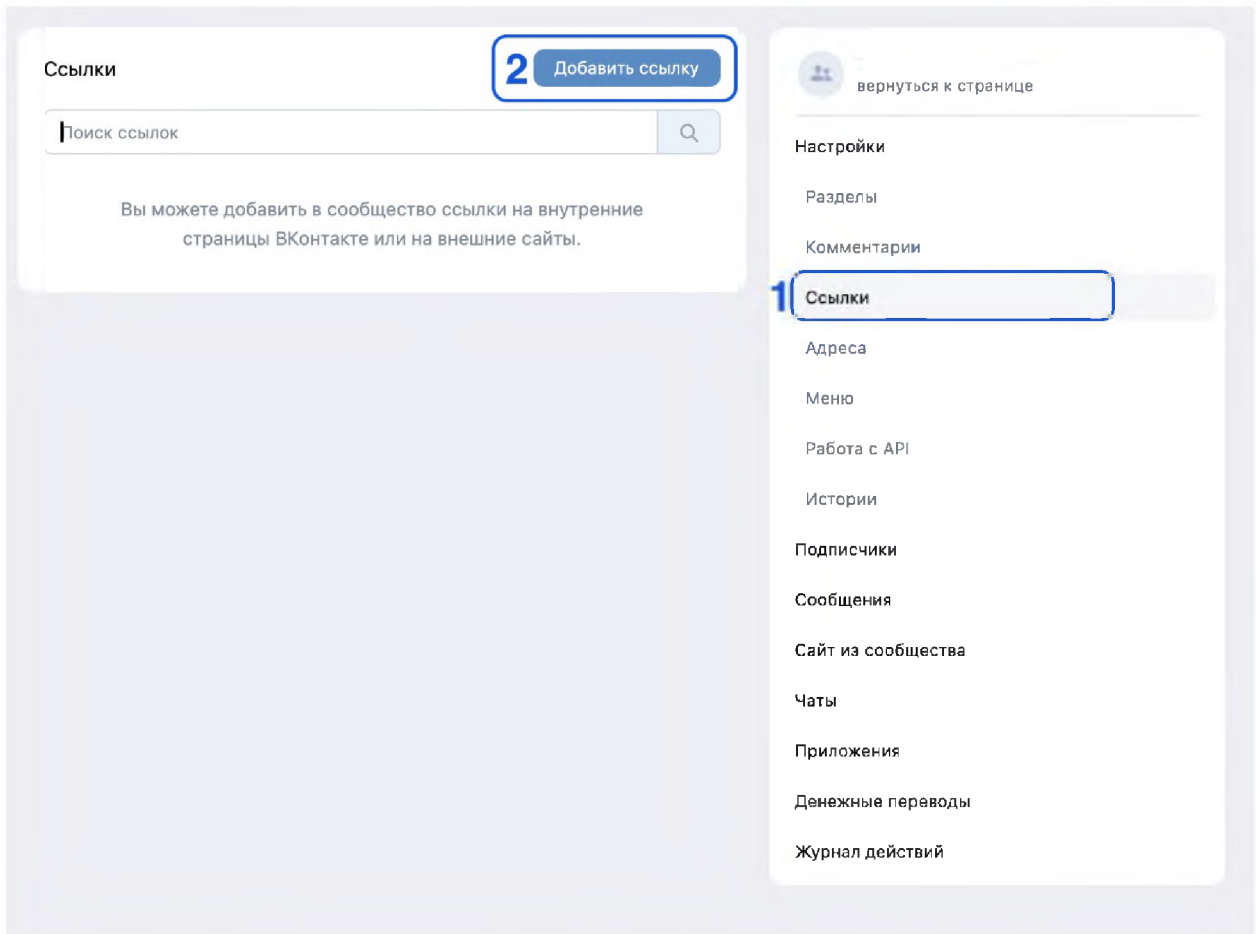 Ссылки
2 Добавить ссылку
Поиск ссылок
Вы можете добавить в сообщество ссылки на внутренние
страницы ВКонтакте или на внешние сайты.
вернуться к странице
Настройки
Разделы
Комментарии
1 Ссылки
Адреса
Меню
Работа с API
Истории
Подписчики
Сообщения
Сайт из сообщества
Чаты
Приложения
Денежные переводы
Журнал действий